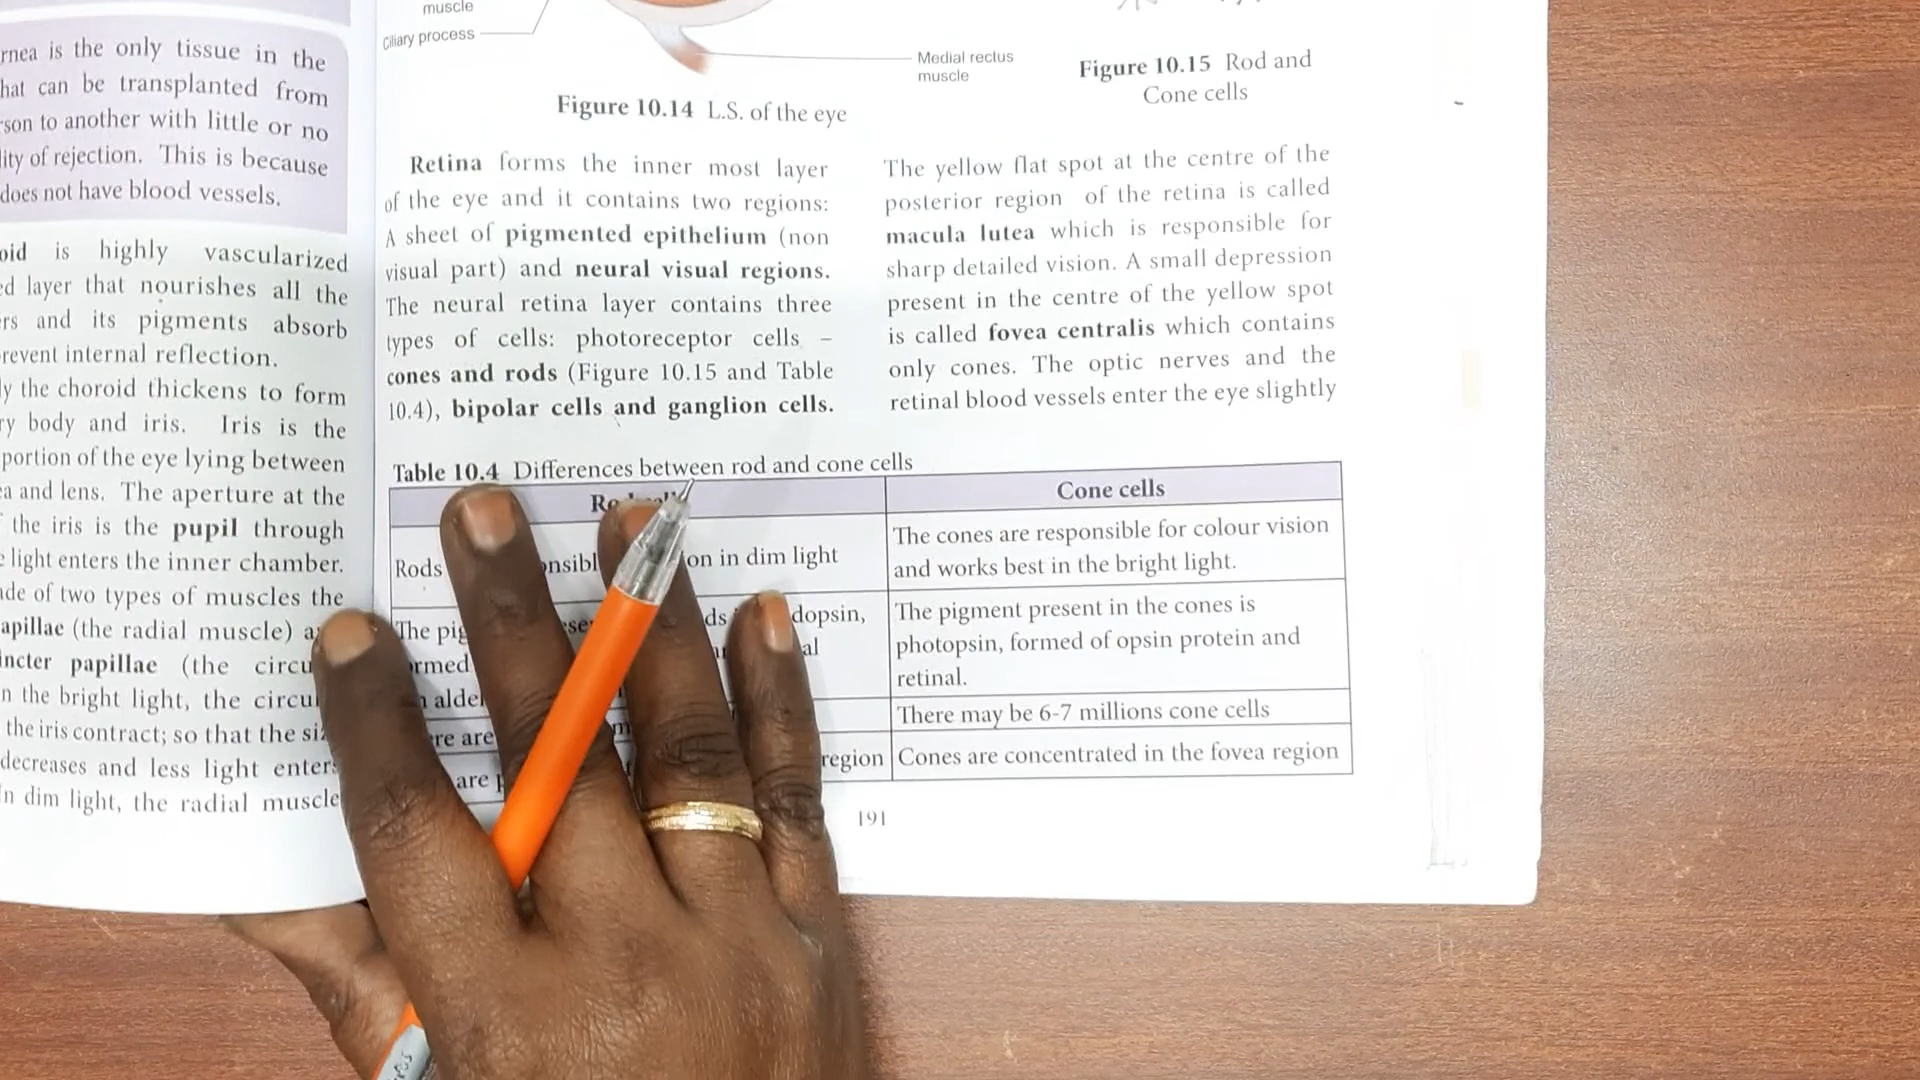 rnea is the only tissue in the
hat can be transplanted from
rson to another with little or no
lity of rejection. This is because
does not have blood vessels.
oid is highly vascularized
ed layer that nourishes all the
ers and its pigments absorb
revent internal reflection.
ly the choroid thickens to form
ry body and iris. Iris is the
portion of the eye lying between
ea and lens. The aperture at the
the iris is the pupil through
e light enters the inner chamber.
ade of two types of muscles the
apillae (the radial muscle) a
incter papillae (the circu
n the bright light, the circu
the iris contract; so that the si
decreases and less light enters
n dim light, the radial muscle
muscle
Ciliary process
Medial rectus
muscle
Figure 10.14 L.S. of the eye
Figure 10.15 Rod and
Cone cells
Retina forms the inner most layer
of the eye and it contains two regions:
A sheet of pigmented epithelium (non
visual part) and neural visual regions.
The neural retina layer contains three
types of cells: photoreceptor cells –
cones and rods (Figure 10.15 and Table
10.4), bipolar cells and ganglion cells.
The yellow flat spot at the centre of the
posterior region of the retina is called
macula lutea which is responsible for
sharp detailed vision. A small depression
present in the centre of the yellow spot
is called fovea centralis which contains
only cones. The optic nerves and the
retinal blood vessels enter the eye slightly
Table 10.4 Differences between rod and cone cells
Cone cells
Rods onsibl on in dim light
The cones are responsible for colour vision
and works best in the bright light.
The pig se ds dopsin,
ormed al
alde
The pigment present in the cones is
photopsin, formed of opsin protein and
retinal.
re are
There may be 6-7 millions cone cells
are region
Cones are concentrated in the fovea region
191